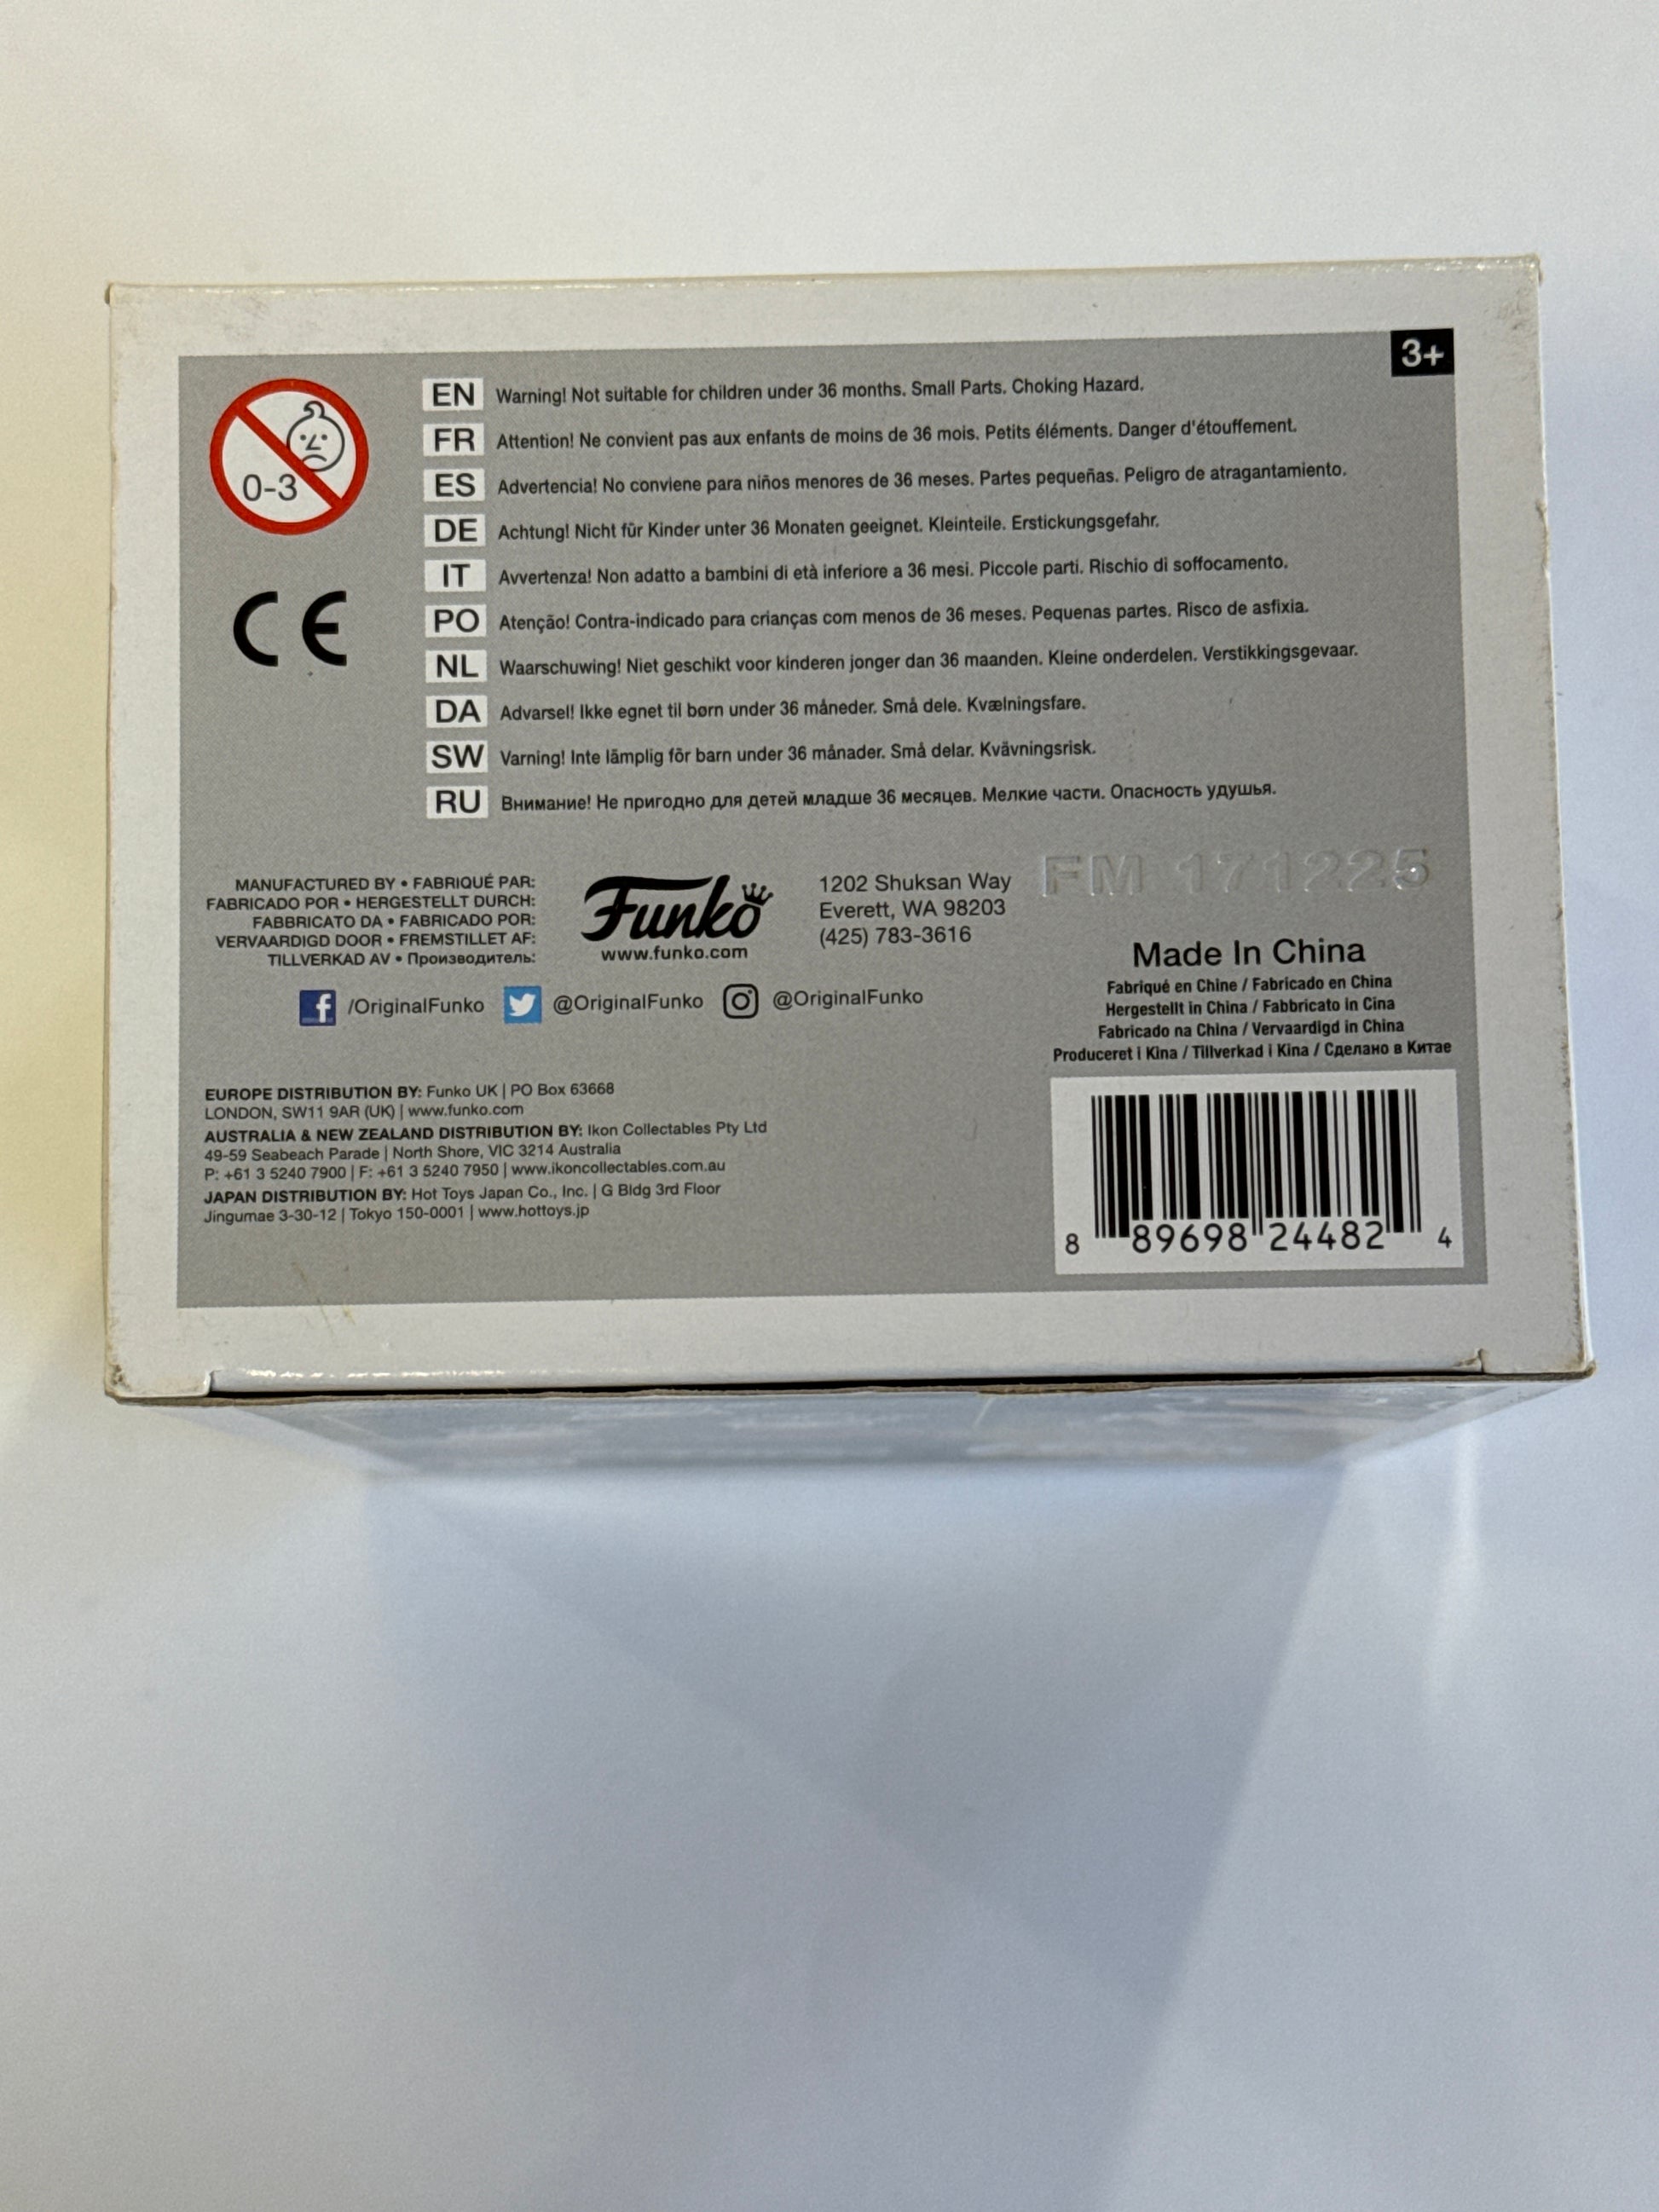 3+
0-3
CE
EN Warning! Not suitable for children under 36 months. Small Parts. Choking Hazard.
FR Attention! Ne convient pas aux enfants de moins de 36 mois. Petits éléments. Danger d'étouffement.
ES Advertencia! No conviene para niños menores de 36 meses. Partes pequeñas. Peligro de atragantamiento.
DE Achtung! Nicht für Kinder unter 36 Monaten geeignet. Kleinteile. Erstickungsgefahr.
IT Avvertenza! Non adatto a bambini di età inferiore a 36 mesi. Piccole parti. Rischio di soffocamento.
PO Atenção! Contra-indicado para crianças com menos de 36 meses. Pequenas partes. Risco de asfixia.
NL Waarschuwing! Niet geschikt voor kinderen jonger dan 36 maanden. Kleine onderdelen. Verstikkingsgevaar.
DA Advarsel! Ikke egnet til børn under 36 måneder. Små dele. Kvælningsfare.
SW Varning! Inte lämplig för barn under 36 månader. Små delar. Kvävningsrisk.
RU Внимание! Не пригодно для детей младше 36 месяцев. Мелкие части. Опасность удушья.
MANUFACTURED BY • FABRIQUÉ PAR:
FABRICADO POR • HERGESTELLT DURCH:
FABBRICATO DA • FABRICADO POR:
VERVAARDIGD DOOR • FREMSTILLET AF:
TILLVERKAD AV • Производитель:
Funko
www.funko.com
1202 Shuksan Way
Everett, WA 98203
(425) 783-3616
FM 171225
/OriginalFunko @OriginalFunko @OriginalFunko
Made In China
Fabriqué en Chine / Fabricado en China
Hergestellt in China / Fabbricato in Cina
Fabricado na China / Vervaardigd in China
Produceret i Kina / Tillverkad i Kina / Сделано в Китае
EUROPE DISTRIBUTION BY: Funko UK | PO Box 63668
LONDON, SW11 9AR (UK) | www.funko.com
AUSTRALIA & NEW ZEALAND DISTRIBUTION BY: Ikon Collectables Pty Ltd
49-59 Seabeach Parade | North Shore, VIC 3214 Australia
P: +61 3 5240 7900 | F: +61 3 5240 7950 | www.ikoncollectables.com.au
JAPAN DISTRIBUTION BY: Hot Toys Japan Co., Inc. | G Bldg 3rd Floor
Jingumae 3-30-12 | Tokyo 150-0001 | www.hottoys.jp
8 89698 24482 4